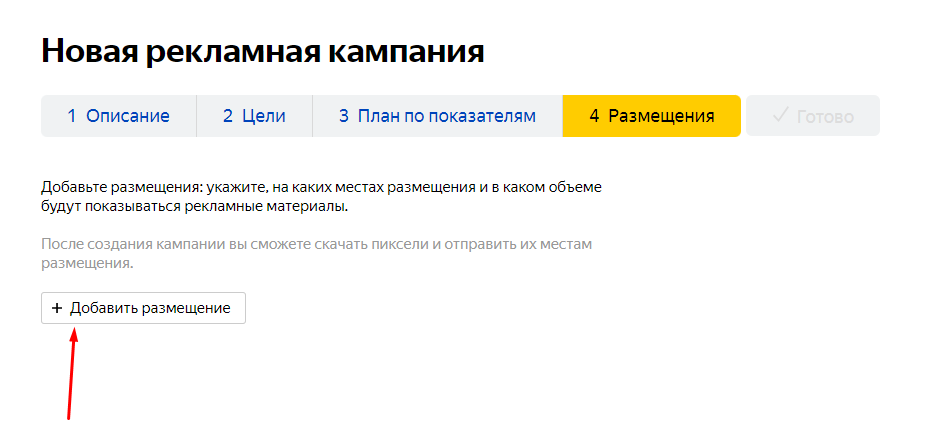 Новая рекламная кампания
1 Описание 2 Цели 3 План по показателям 4 Размещения Готово
Добавьте размещения: укажите, на каких местах размещения и в каком объеме
будут показываться рекламные материалы.
После создания кампании вы сможете скачать пиксели и отправить их местам
размещения.
+ Добавить размещение